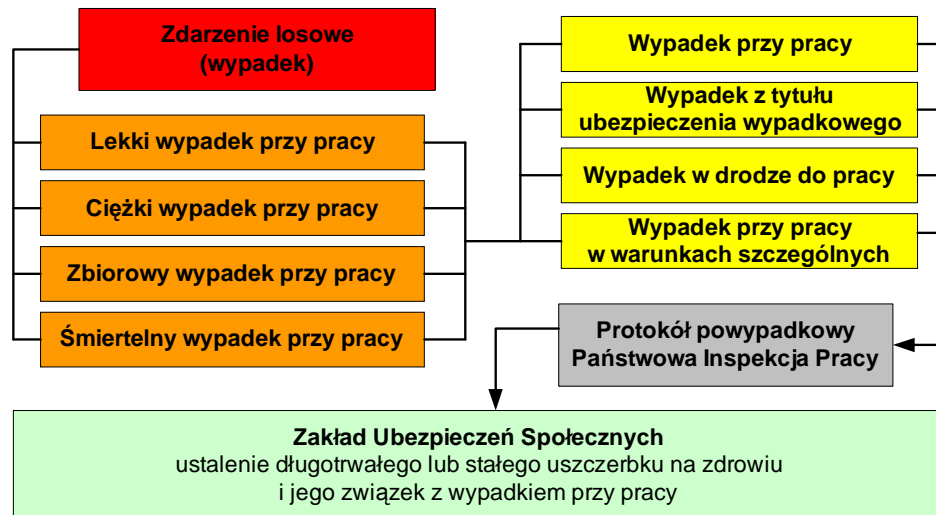 Zdarzenie losowe
(wypadek)
Lekki wypadek przy pracy
Ciężki wypadek przy pracy
Zbiorowy wypadek przy pracy
Śmiertelny wypadek przy pracy
Wypadek przy pracy
Wypadek z tytułu
ubezpieczenia wypadkowego
Wypadek w drodze do pracy
Wypadek przy pracy
w warunkach szczególnych
Protokół powypadkowy
Państwowa Inspekcja Pracy
Zakład Ubezpieczeń Społecznych
ustalenie długotrwałego lub stałego uszczerbku na zdrowiu
i jego związek z wypadkiem przy pracy